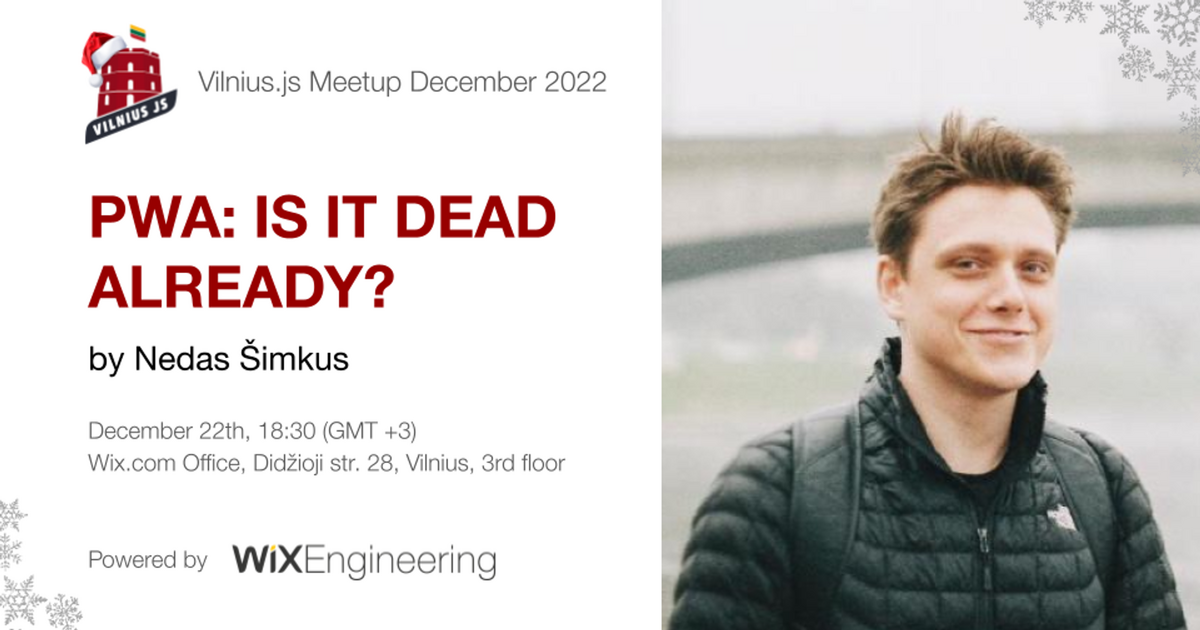 VILNIUS JS
Vilnius.js Meetup December 2022
PWA: IS IT DEAD
ALREADY?
by Nedas Šimkus
December 22th, 18:30 (GMT +3)
Wix.com Office, Didžioji str. 28, Vilnius, 3rd floor
Powered by WiXEngineering